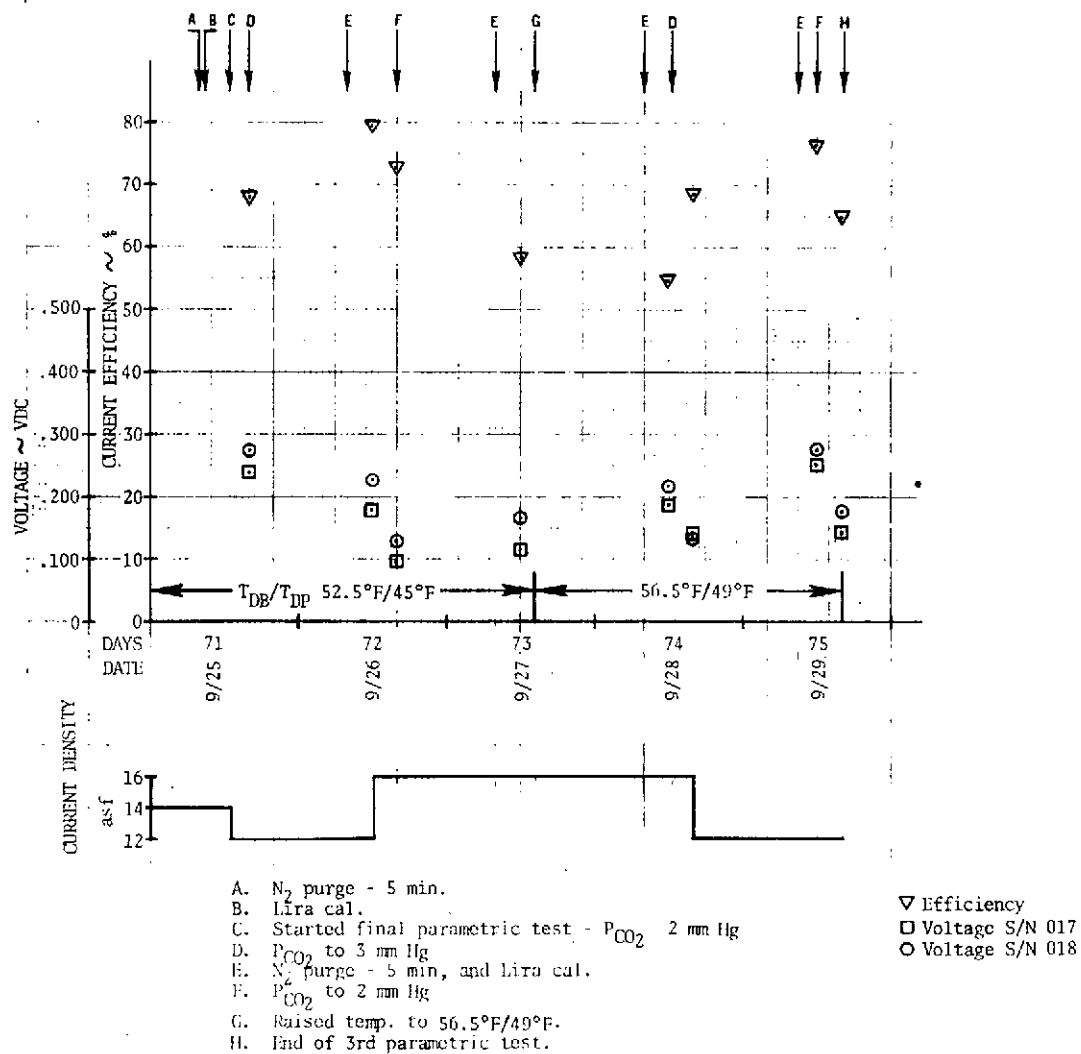 A B C D E F E G E D E F H
80
70
60
50
40
30
20
10
0
CURRENT EFFICIENCY ~ %
.500
.400
.300
.200
.100
0
VOLTAGE ~ VDC
T_DB/T_DP 52.5°F/45°F
56.5°F/49°F
DAYS 71 72 73 74 75
DATE 9/25 9/26 9/27 9/28 9/29
CURRENT DENSITY
asf
16
14
12
A. N₂ purge - 5 min.
B. Lira cal.
C. Started final parametric test - P_CO₂ 2 mm Hg
D. P_CO₂ to 3 mm Hg
E. N₂ purge - 5 min, and Lira cal.
F. P_CO₂ to 2 mm Hg
G. Raised temp. to 56.5°F/49°F.
H. End of 3rd parametric test.
▽ Efficiency
□ Voltage S/N 017
○ Voltage S/N 018